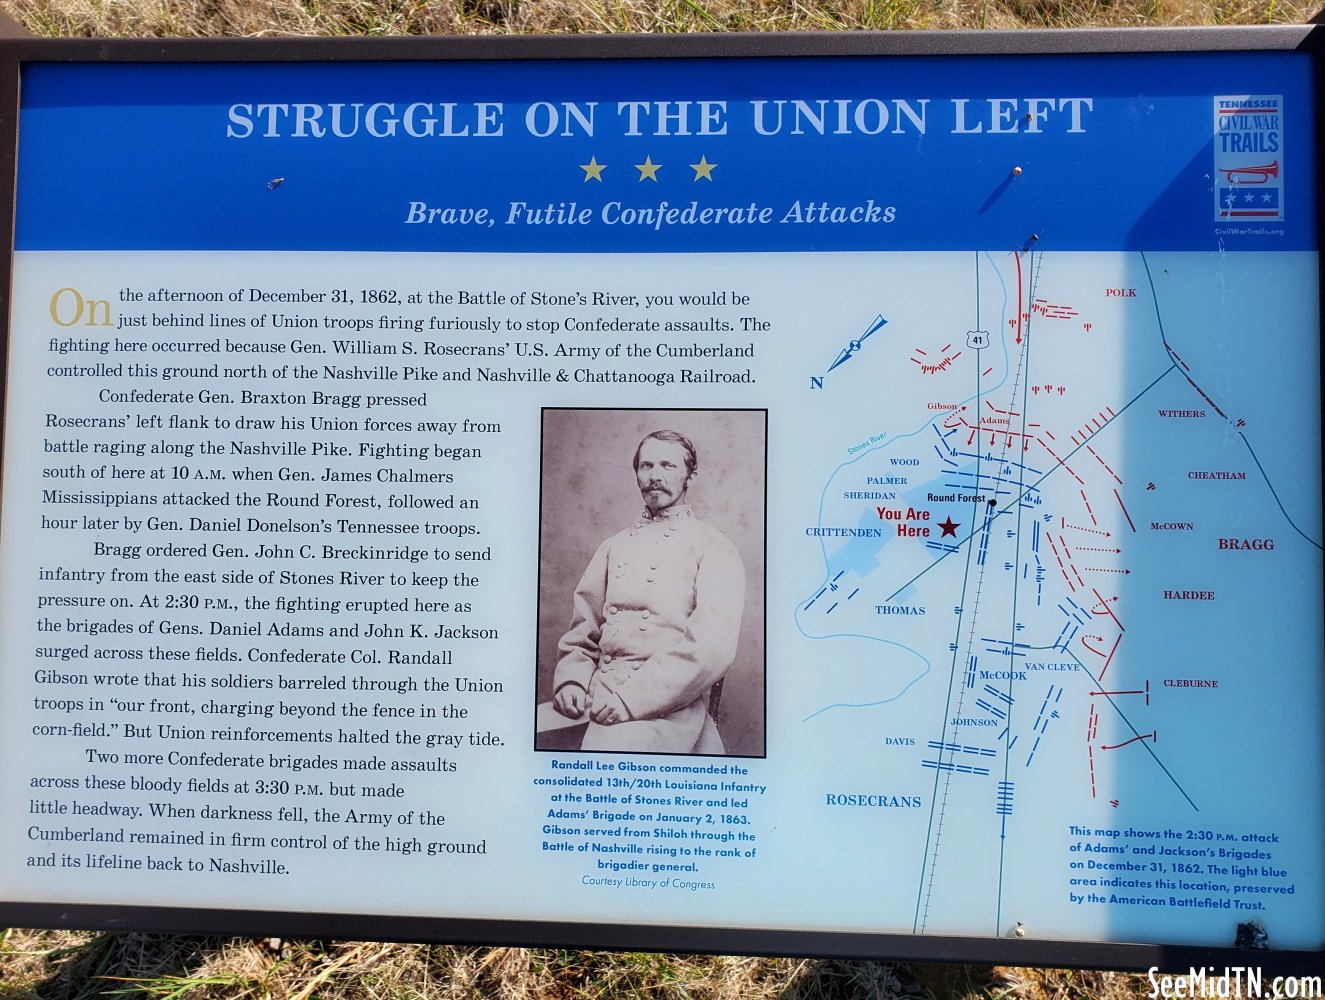 STRUGGLE ON THE UNION LEFT
Brave, Futile Confederate Attacks
TENNESSEE
CIVIL WAR
TRAILS
CivilWarTrails.org
On the afternoon of December 31, 1862, at the Battle of Stone's River, you would be
just behind lines of Union troops firing furiously to stop Confederate assaults. The
fighting here occurred because Gen. William S. Rosecrans' U.S. Army of the Cumberland
controlled this ground north of the Nashville Pike and Nashville & Chattanooga Railroad.
Confederate Gen. Braxton Bragg pressed
Rosecrans' left flank to draw his Union forces away from
battle raging along the Nashville Pike. Fighting began
south of here at 10 A.M. when Gen. James Chalmers
Mississippians attacked the Round Forest, followed an
hour later by Gen. Daniel Donelson's Tennessee troops.
Bragg ordered Gen. John C. Breckinridge to send
infantry from the east side of Stones River to keep the
pressure on. At 2:30 P.M., the fighting erupted here as
the brigades of Gens. Daniel Adams and John K. Jackson
surged across these fields. Confederate Col. Randall
Gibson wrote that his soldiers barreled through the Union
troops in "our front, charging beyond the fence in the
corn-field." But Union reinforcements halted the gray tide.
Two more Confederate brigades made assaults
across these bloody fields at 3:30 P.M. but made
little headway. When darkness fell, the Army of the
Cumberland remained in firm control of the high ground
and its lifeline back to Nashville.
Randall Lee Gibson commanded the
consolidated 13th/20th Louisiana Infantry
at the Battle of Stones River and led
Adams' Brigade on January 2, 1863.
Gibson served from Shiloh through the
Battle of Nashville rising to the rank of
brigadier general.
Courtesy Library of Congress
POLK
41
N
Gibson
Adams
WITHERS
Stones River
WOOD
CHEATHAM
PALMER
SHERIDAN
Round Forest
You Are
Here
CRITTENDEN
McCOWN
BRAGG
HARDEE
THOMAS
VAN CLEVE
McCOOK
CLEBURNE
JOHNSON
DAVIS
ROSECRANS
This map shows the 2:30 P.M. attack
of Adams' and Jackson's Brigades
on December 31, 1862. The light blue
area indicates this location, preserved
by the American Battlefield Trust.
SeeMidTN.com